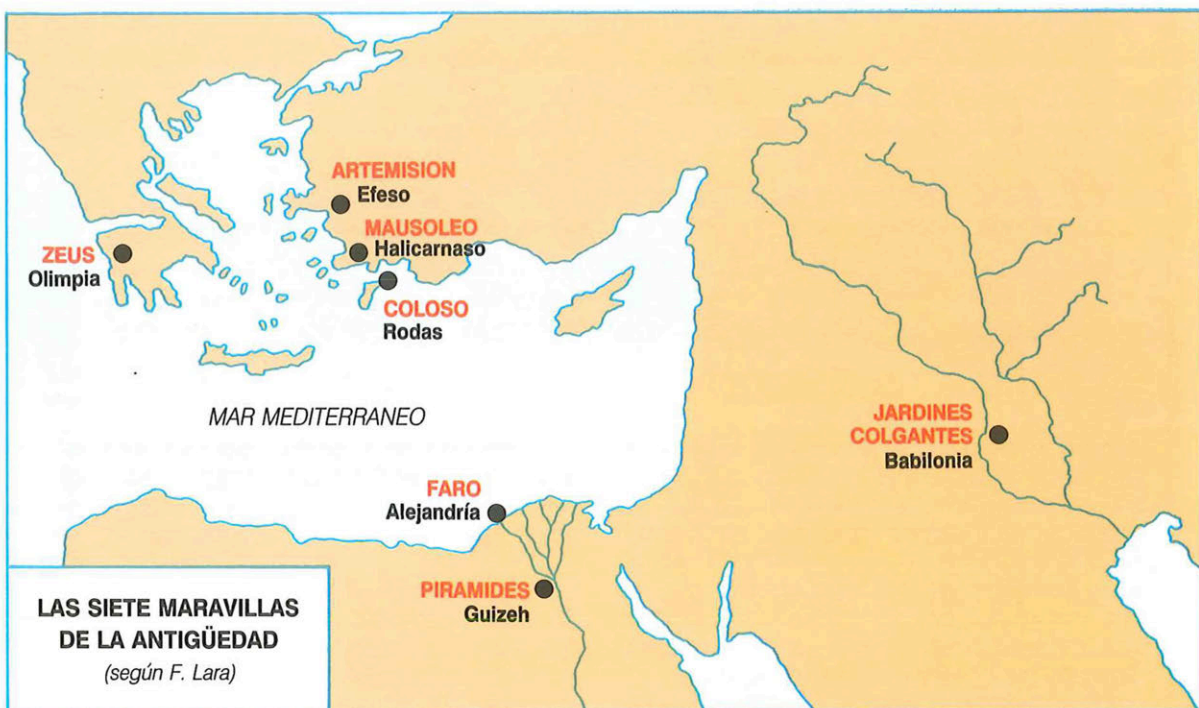 ARTEMISION
Efeso
MAUSOLEO
Halicarnaso
ZEUS
Olimpia
COLOSO
Rodas
MAR MEDITERRANEO
JARDINES
COLGANTES
Babilonia
FARO
Alejandría
PIRAMIDES
Guizeh
LAS SIETE MARAVILLAS
DE LA ANTIGÜEDAD
(según F. Lara)